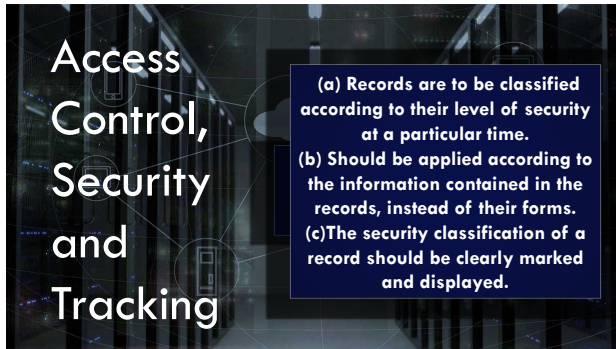 Access
Control,
Security
and
Tracking
(a) Records are to be classified
according to their level of security
at a particular time.
(b) Should be applied according to
the information contained in the
records, instead of their forms.
(c)The security classification of a
record should be clearly marked
and displayed.